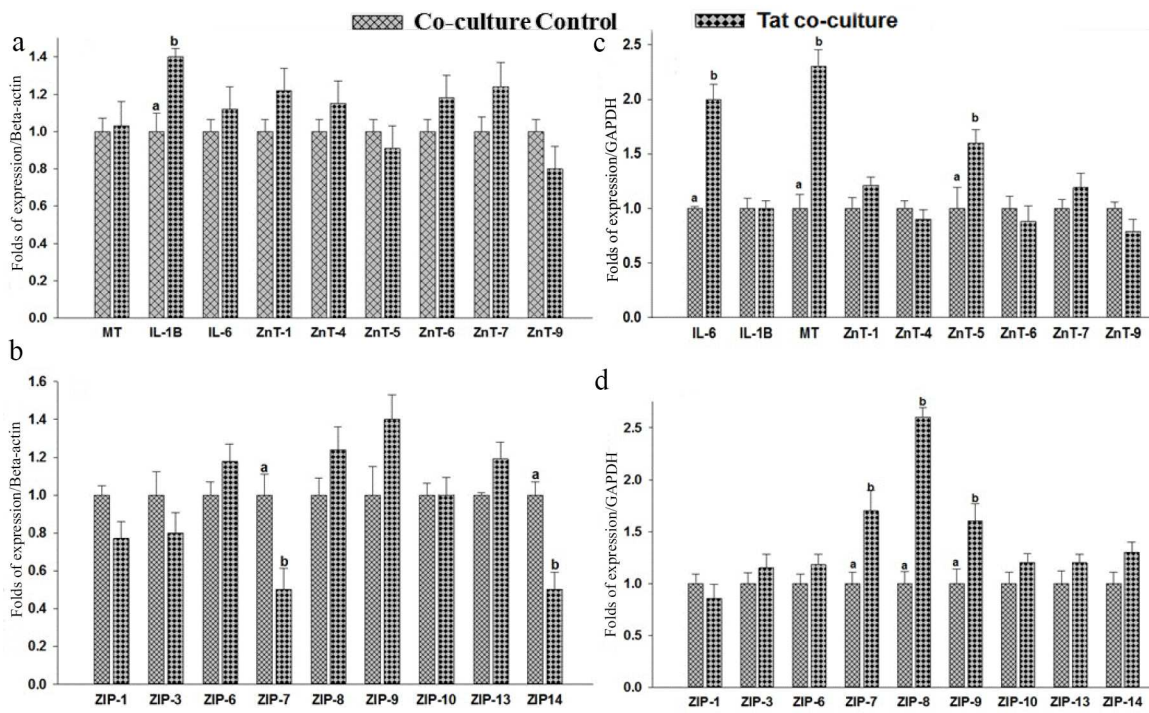 Co-culture Control Tat co-culture
a
Folds of expression/Beta-actin
1.4
1.2
1.0
0.8
0.6
0.4
0.2
0.0
a b
MT IL-1B IL-6 ZnT-1 ZnT-4 ZnT-5 ZnT-6 ZnT-7 ZnT-9
c
Folds of expression/GAPDH
2.5
2.0
1.5
1.0
0.5
0.0
a b a b a b
IL-6 IL-1B MT ZnT-1 ZnT-4 ZnT-5 ZnT-6 ZnT-7 ZnT-9
b
Folds of expression/Beta-actin
1.6
1.4
1.2
1.0
0.8
0.6
0.4
0.2
0.0
a b a b
ZIP-1 ZIP-3 ZIP-6 ZIP-7 ZIP-8 ZIP-9 ZIP-10 ZIP-13 ZIP14
d
Folds of expression/GAPDH
2.5
2.0
1.5
1.0
0.5
0.0
a b a b a b
ZIP-1 ZIP-3 ZIP-6 ZIP-7 ZIP-8 ZIP-9 ZIP-10 ZIP-13 ZIP-14